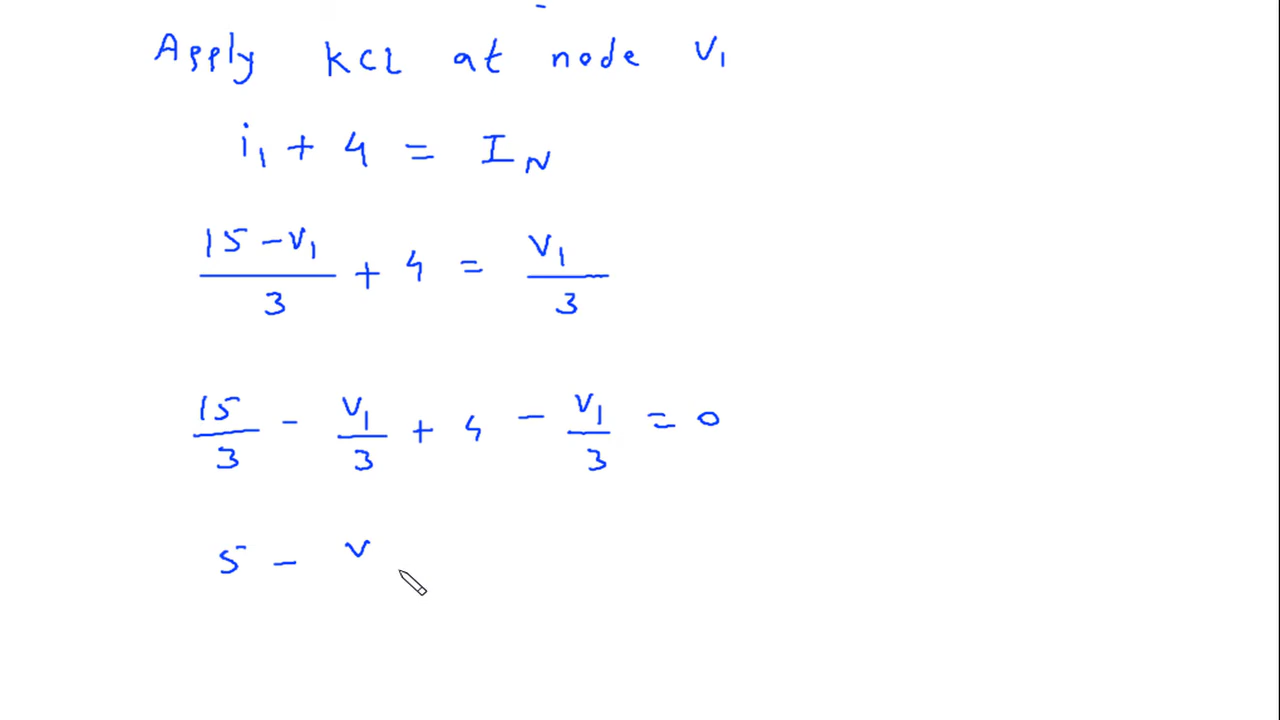 Apply KCL at node V₁
i₁ + 4 = I_N
(15 - V₁)/3 + 4 = V₁/3
15/3 - V₁/3 + 4 - V₁/3 = 0
5 - V